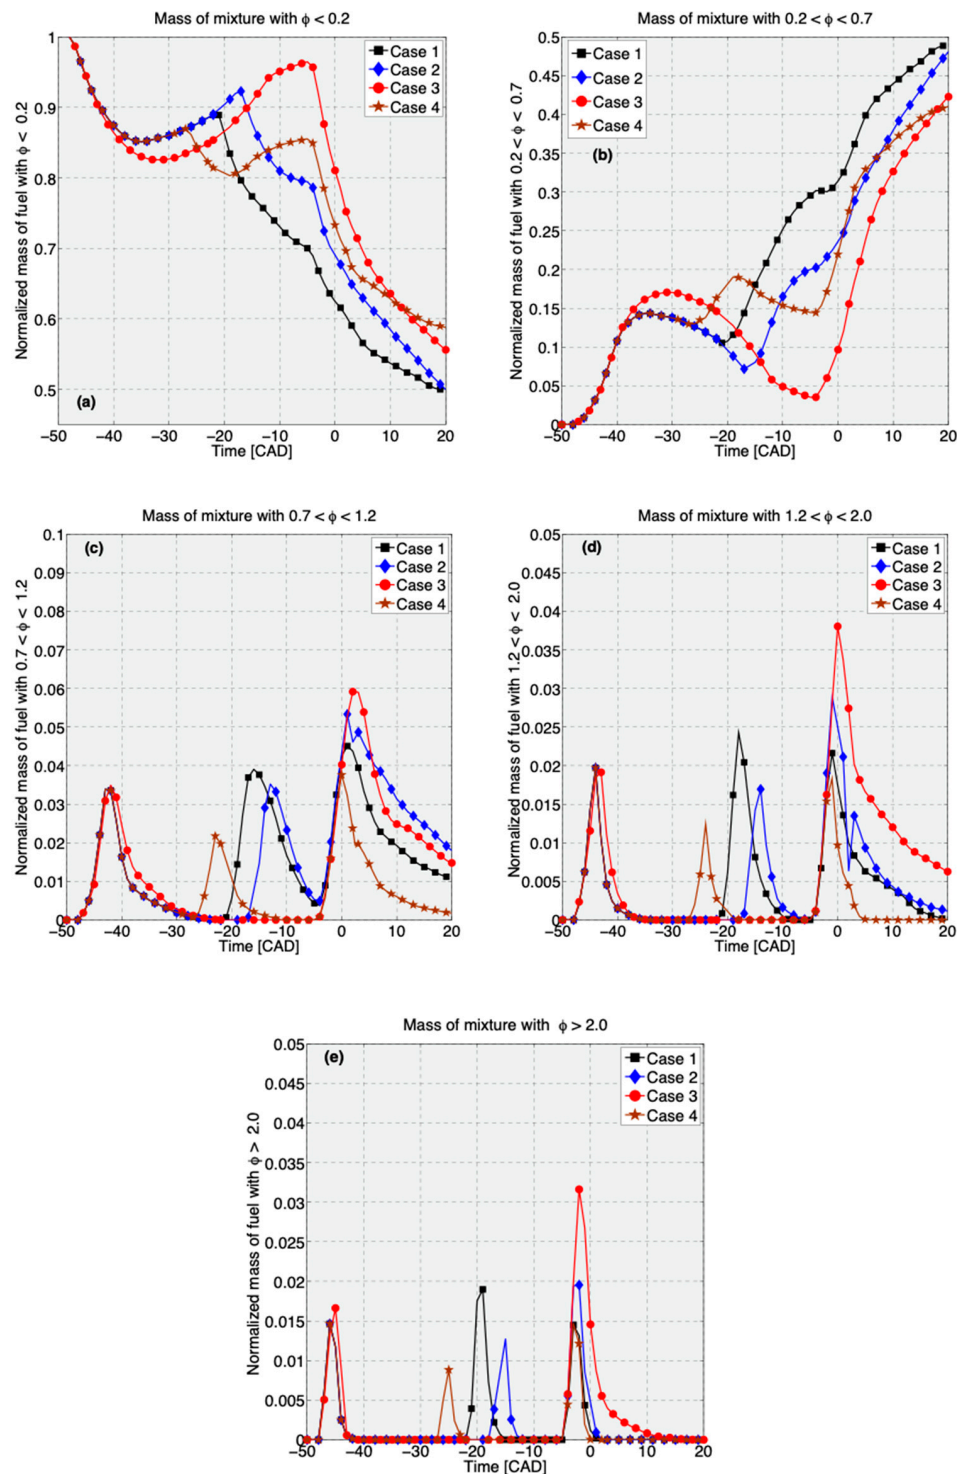 Mass of mixture with ϕ < 0.2
Normalized mass of fuel with ϕ < 0.2
1
0.9
0.8
0.7
0.6
0.5
Case 1
Case 2
Case 3
Case 4
(a)
−50 −40 −30 −20 −10 0 10 20
Time [CAD]
Mass of mixture with 0.2 < ϕ < 0.7
Normalized mass of fuel with 0.2 < ϕ < 0.7
0.5
0.45
0.4
0.35
0.3
0.25
0.2
0.15
0.1
0.05
0
Case 1
Case 2
Case 3
Case 4
(b)
−50 −40 −30 −20 −10 0 10 20
Time [CAD]
Mass of mixture with 0.7 < ϕ < 1.2
Normalized mass of fuel with 0.7 < ϕ < 1.2
0.1
0.09
0.08
0.07
0.06
0.05
0.04
0.03
0.02
0.01
0
(c)
Case 1
Case 2
Case 3
Case 4
−50 −40 −30 −20 −10 0 10 20
Time [CAD]
Mass of mixture with 1.2 < ϕ < 2.0
Normalized mass of fuel with 1.2 < ϕ < 2.0
0.05
0.045
0.04
0.035
0.03
0.025
0.02
0.015
0.01
0.005
0
(d)
Case 1
Case 2
Case 3
Case 4
−50 −40 −30 −20 −10 0 10 20
Time [CAD]
Mass of mixture with ϕ > 2.0
Normalized mass of fuel with ϕ > 2.0
0.05
0.045
0.04
0.035
0.03
0.025
0.02
0.015
0.01
0.005
0
(e)
Case 1
Case 2
Case 3
Case 4
−50 −40 −30 −20 −10 0 10 20
Time [CAD]